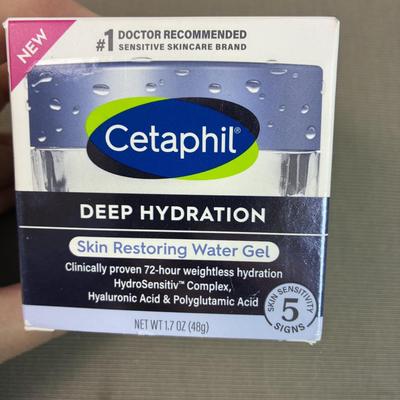 NEW
#1 DOCTOR RECOMMENDED
SENSITIVE SKINCARE BRAND
Cetaphil®
DEEP HYDRATION
Skin Restoring Water Gel
Clinically proven 72-hour weightless hydration
HydroSensitiv™ Complex,
Hyaluronic Acid & Polyglutamic Acid
SKIN SENSITIVITY
5
SIGNS
NET WT 1.7 OZ (48g)